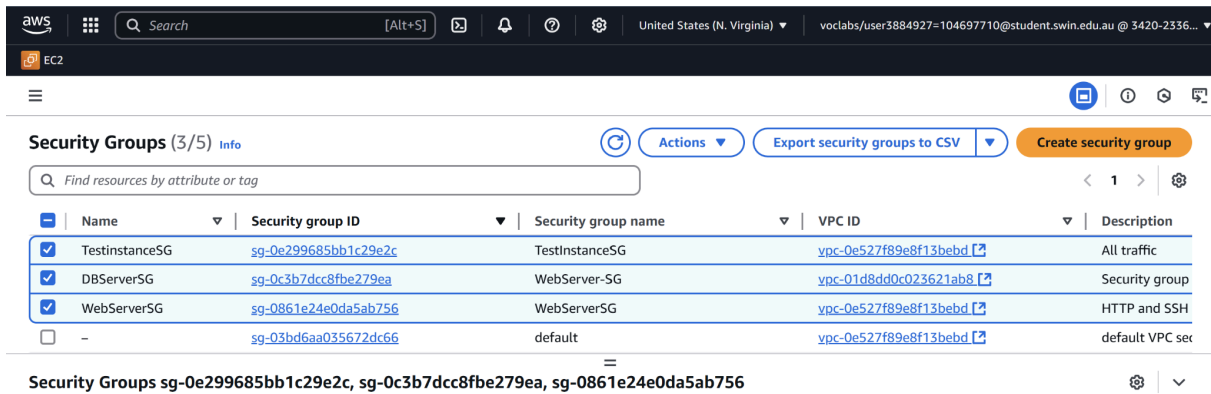 aws Search [Alt+S] United States (N. Virginia) ▼ voclabs/user3884927=104697710@student.swin.edu.au @ 3420-2336... ▼
EC2
Security Groups (3/5) Info Actions ▼ Export security groups to CSV ▼ Create security group
Find resources by attribute or tag < 1 >
Name Security group ID Security group name VPC ID Description
TestinstanceSG sg-0e299685bb1c29e2c TestInstanceSG vpc-0e527f89e8f13bebd All traffic
DBServerSG sg-0c3b7dcc8fbe279ea WebServer-SG vpc-01d8dd0c023621ab8 Security group
WebServerSG sg-0861e24e0da5ab756 WebServerSG vpc-0e527f89e8f13bebd HTTP and SSH
– sg-03bd6aa035672dc66 default vpc-0e527f89e8f13bebd default VPC sec
Security Groups sg-0e299685bb1c29e2c, sg-0c3b7dcc8fbe279ea, sg-0861e24e0da5ab756